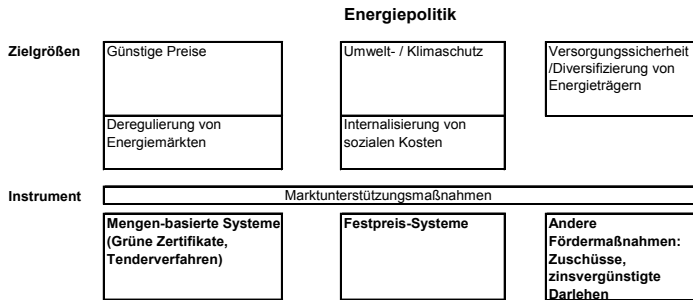 Energiepolitik
Zielgrößen
Günstige Preise
Umwelt- / Klimaschutz
Versorgungssicherheit
/Diversifizierung von
Energieträgern
Deregulierung von
Energiemärkten
Internalisierung von
sozialen Kosten
Instrument
Marktunterstützungsmaßnahmen
Mengen-basierte Systeme
(Grüne Zertifikate,
Tenderverfahren)
Festpreis-Systeme
Andere
Fördermaßnahmen:
Zuschüsse,
zinsvergünstigte
Darlehen